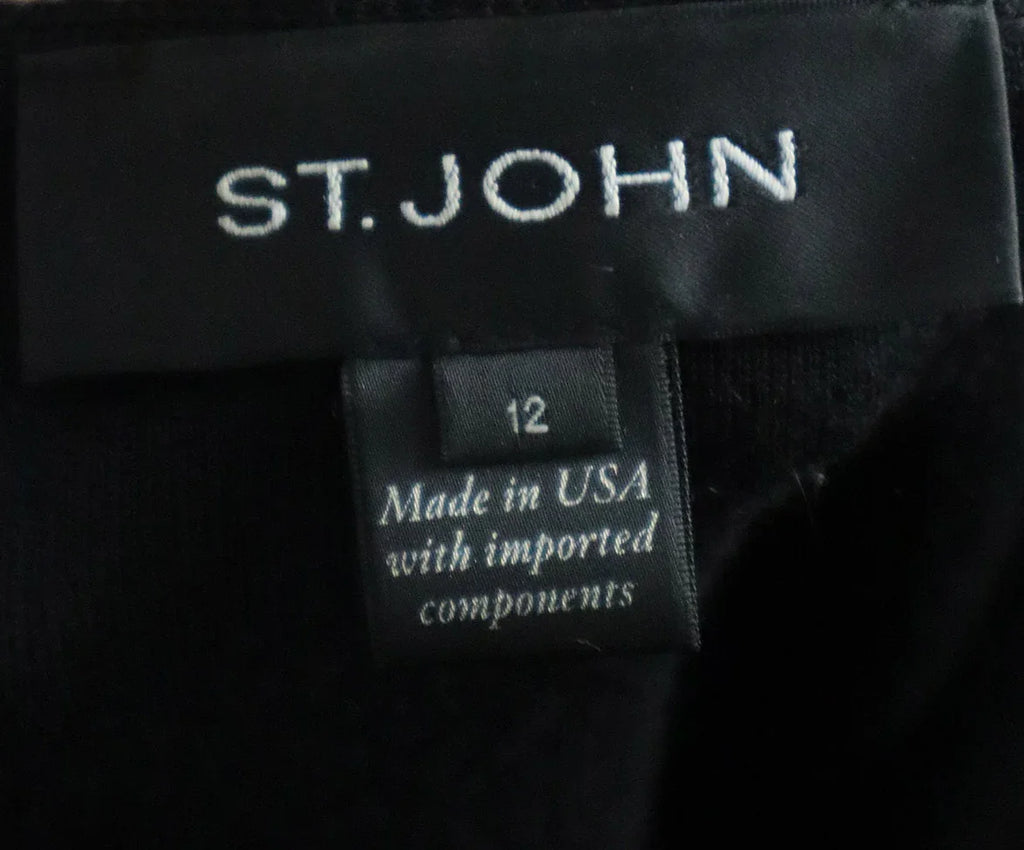 ST. JOHN
12
Made in USA
with imported
components